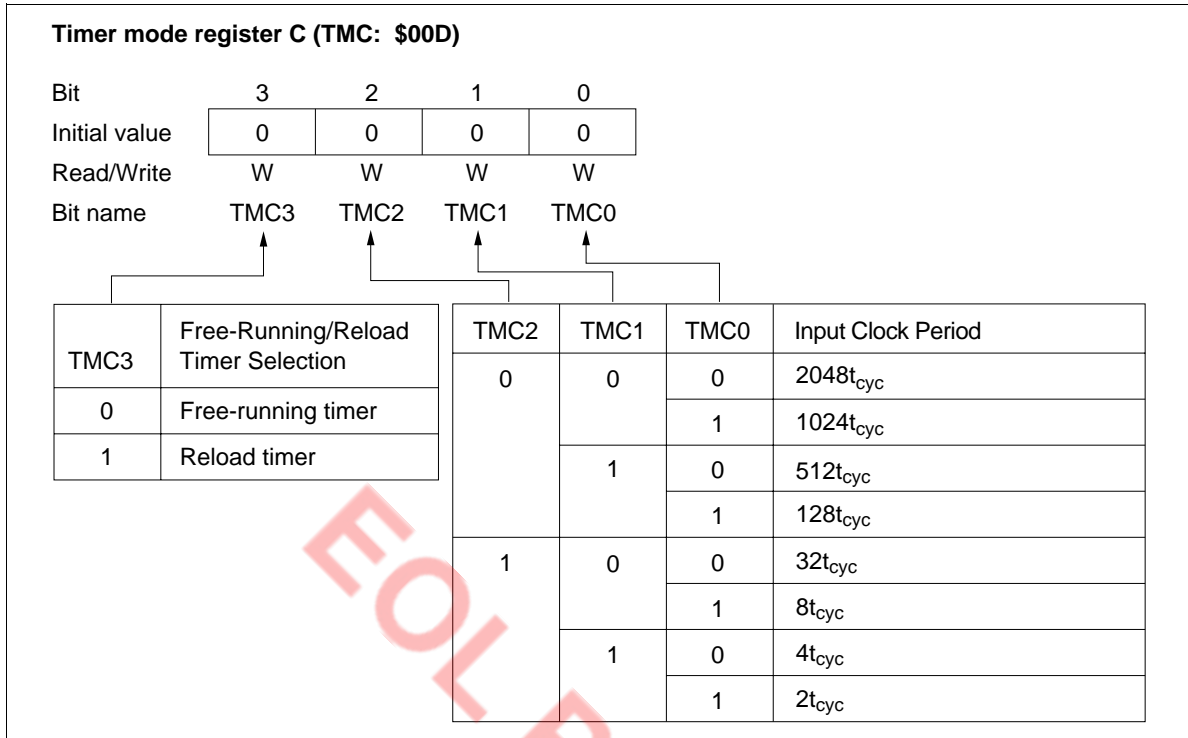 Timer mode register C (TMC: $00D)
Bit 3 2 1 0
Initial value 0 0 0 0
Read/Write W W W W
Bit name TMC3 TMC2 TMC1 TMC0
TMC3 Free-Running/Reload Timer Selection
0 Free-running timer
1 Reload timer
TMC2 TMC1 TMC0 Input Clock Period
0 0 0 2048tcyc
1 1024tcyc
1 0 512tcyc
1 128tcyc
1 0 0 32tcyc
1 8tcyc
1 0 4tcyc
1 2tcyc
EOL